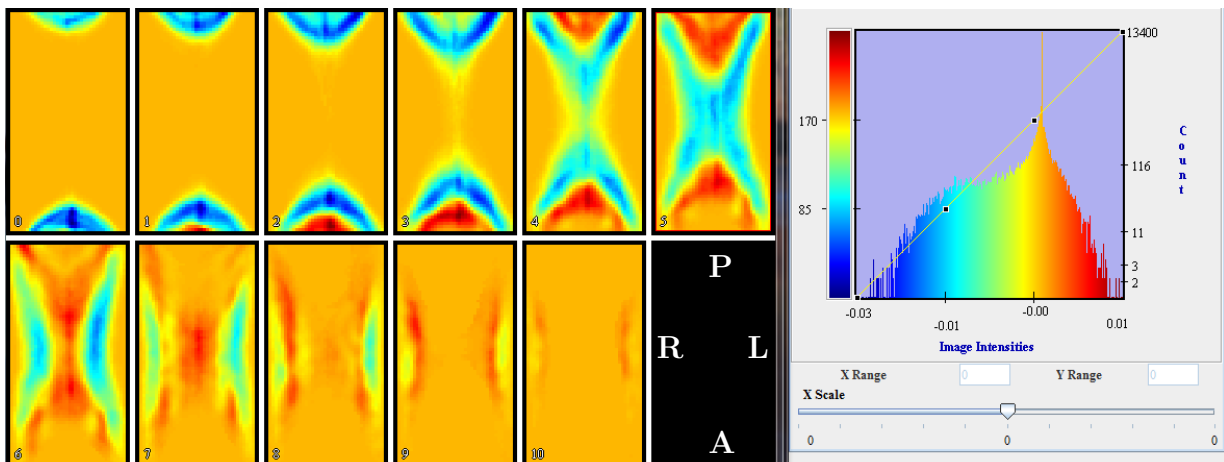 0 1 2 3 4 5
6 7 8 9 10
P
R L
A
13400
170
116
85
11
3
2
-0.03 -0.01 -0.00 0.01
Count
Image Intensities
X Range 0 Y Range 0
X Scale
0 0 0